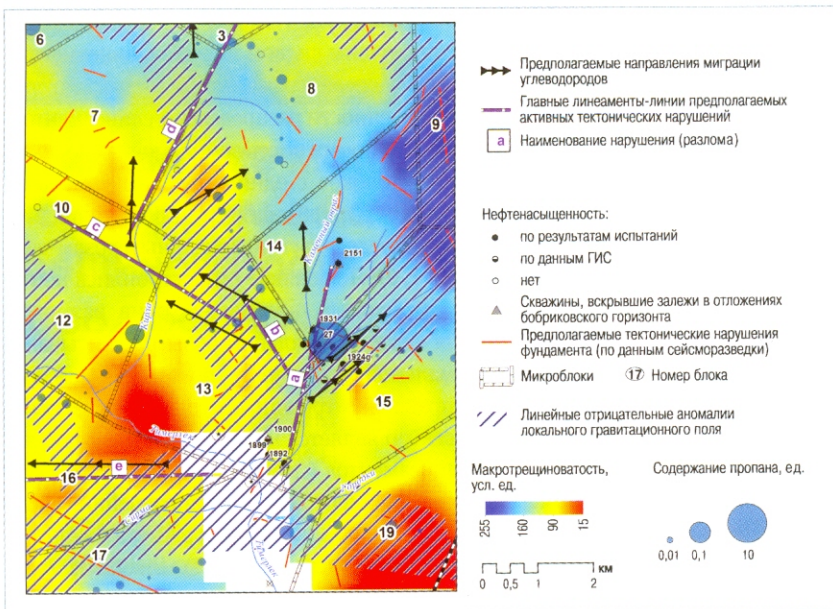 6
3
8
7
9
d
10
c
14
2151
12
b
1931
27
1924
a
13
15
1900
1899
1892
e
16
17
19
Предполагаемые направления миграции
углеводородов
Главные линеаменты-линии предполагаемых
активных тектонических нарушений
a Наименование нарушения (разлома)
Нефтенасыщенность:
по результатам испытаний
по данным ГИС
нет
Скважины, вскрывшие залежи в отложениях
бобриковского горизонта
Предполагаемые тектонические нарушения
фундамента (по данным сейсморазведки)
Микроблоки 17 Номер блока
Линейные отрицательные аномалии
локального гравитационного поля
Макротрещиноватость,
усл. ед.
255 160 90 15
км
0 0,5 1 2
Содержание пропана, ед.
0,01 0,1 10